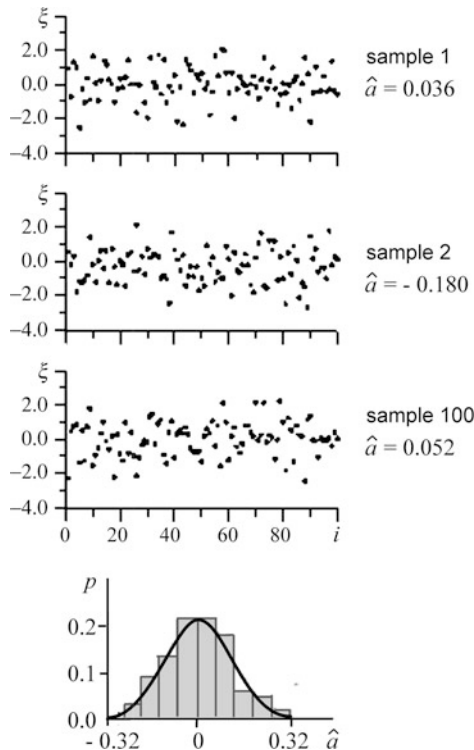 ξ
2.0
0.0
−2.0
−4.0
sample 1
â = 0.036
ξ
2.0
0.0
−2.0
−4.0
sample 2
â = - 0.180
ξ
2.0
0.0
−2.0
−4.0
0 20 40 60 80 i
sample 100
â = 0.052
p
0.2
0.1
0.0
- 0.32 0 0.32 â